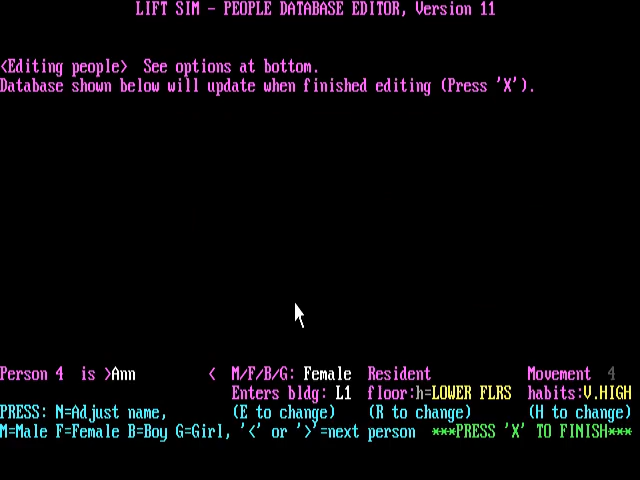 LIFT SIM - PEOPLE DATABASE EDITOR, Version 11
<Editing people>  See options at bottom.
Database shown below will update when finished editing (Press 'X').
Person 4  is >Ann         <  M/F/B/G: Female  Resident            Movement  4
Enters bldg: L1  floor:h=LOWER FLRS  habits:V.HIGH
PRESS: N=Adjust name,        (E to change)    (R to change)       (H to change)
M=Male F=Female B=Boy G=Girl, '<' or '>'=next person  ***PRESS 'X' TO FINISH***